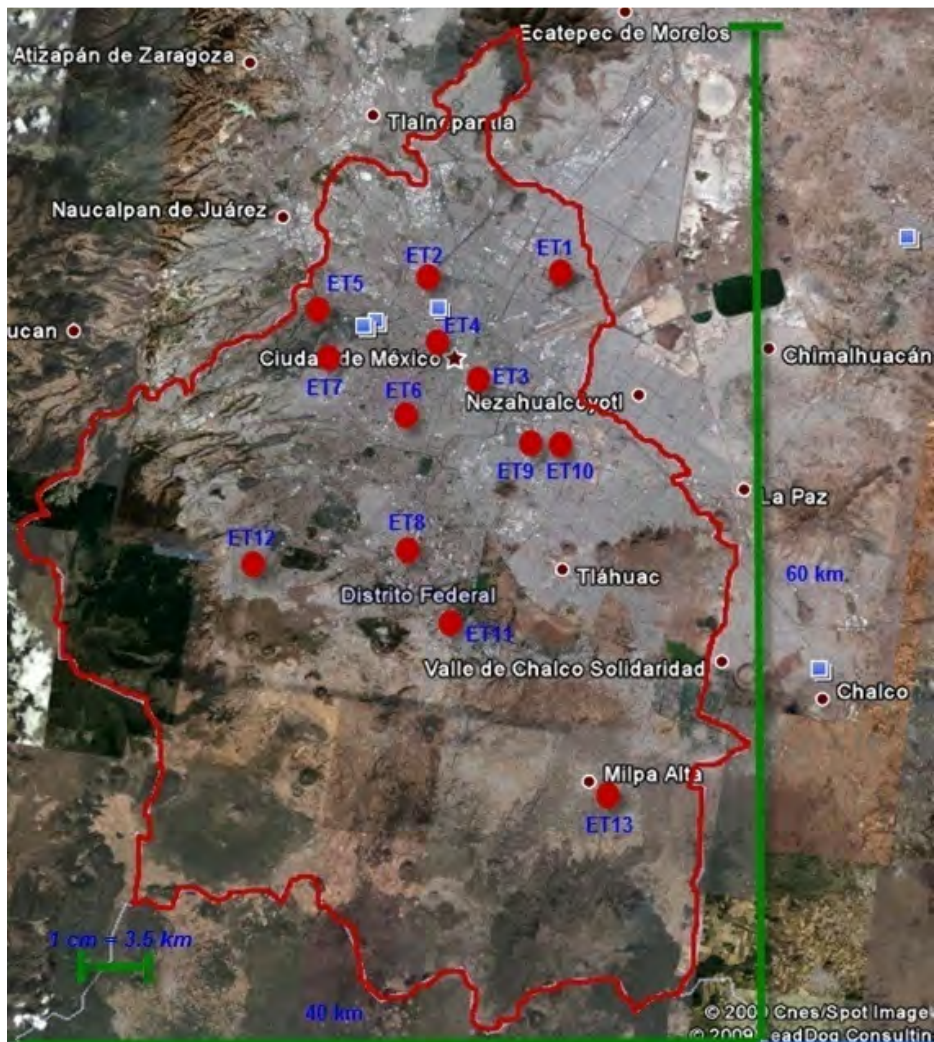 Ecatepec de Morelos
Atizapán de Zaragoza
Tlalnepantla
Naucalpan de Juárez
ET2
ET1
ET5
ucan
ET4
Ciudad de México
Chimalhuacán
ET7
ET3
ET6
Nezahualcoyotl
ET9
ET10
La Paz
ET8
ET12
Tláhuac
60 km
Distrito Federal
ET11
Valle de Chalco Solidaridad
Chalco
Milpa Alta
ET13
1 cm = 3.5 km
40 km
© 2009 Cnes/Spot Image
© 2009 LeadDog Consultin